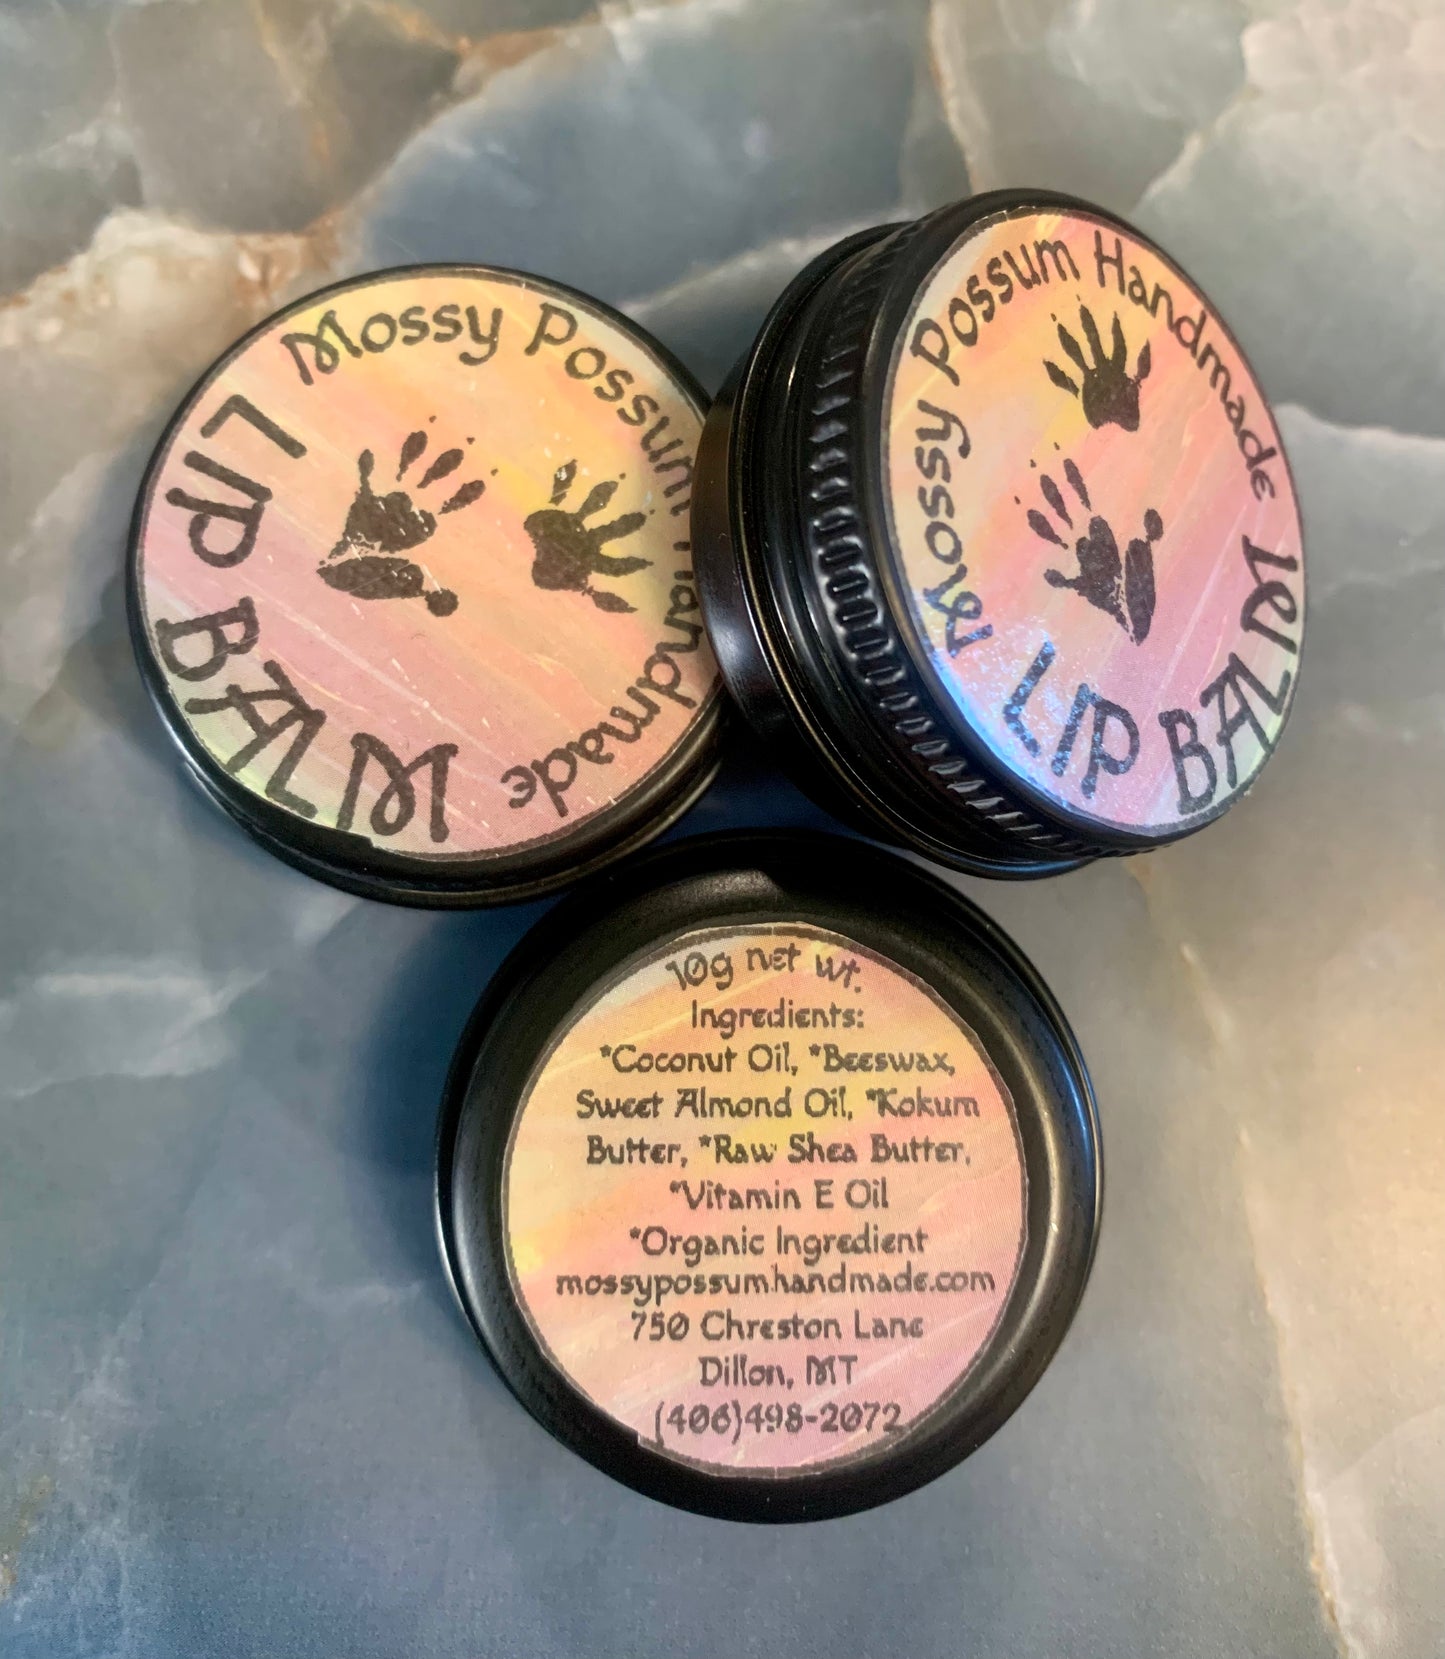 Mossy Possum Handmade
LIP BALM
Mossy Possum Handmade
LIP BALM
10g net wt.
Ingredients:
*Coconut Oil, *Beeswax,
Sweet Almond Oil, *Kokum
Butter, *Raw Shea Butter,
*Vitamin E Oil
*Organic Ingredient
mossypossumhandmade.com
750 Chreston Lane
Dillon, MT
(406)498-2072